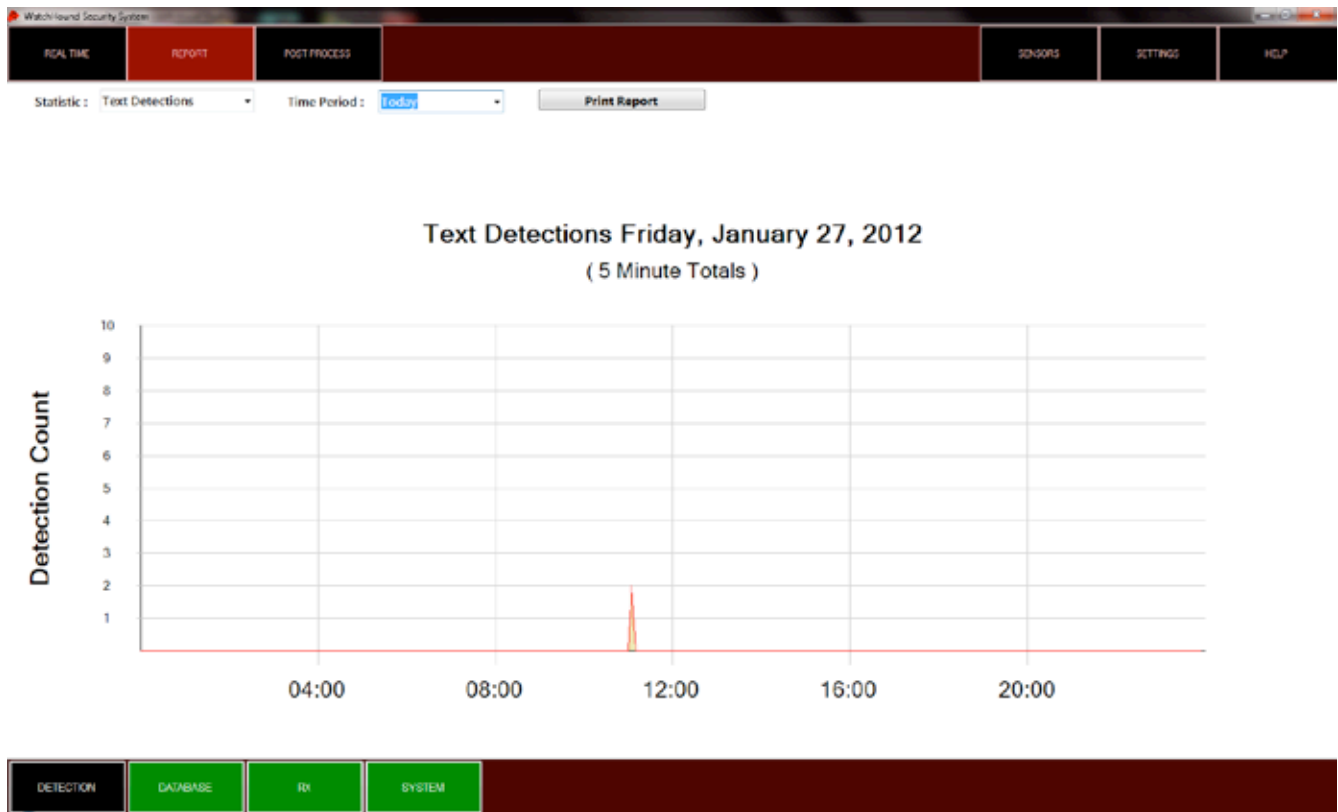 WatchHound Security System
REAL TIME REPORT POST PROCESS SENSORS SETTINGS HELP
Statistic : Text Detections Time Period : Today Print Report
Text Detections Friday, January 27, 2012
( 5 Minute Totals )
Detection Count
10
9
8
7
6
5
4
3
2
1
04:00 08:00 12:00 16:00 20:00
DETECTION DATABASE RX SYSTEM